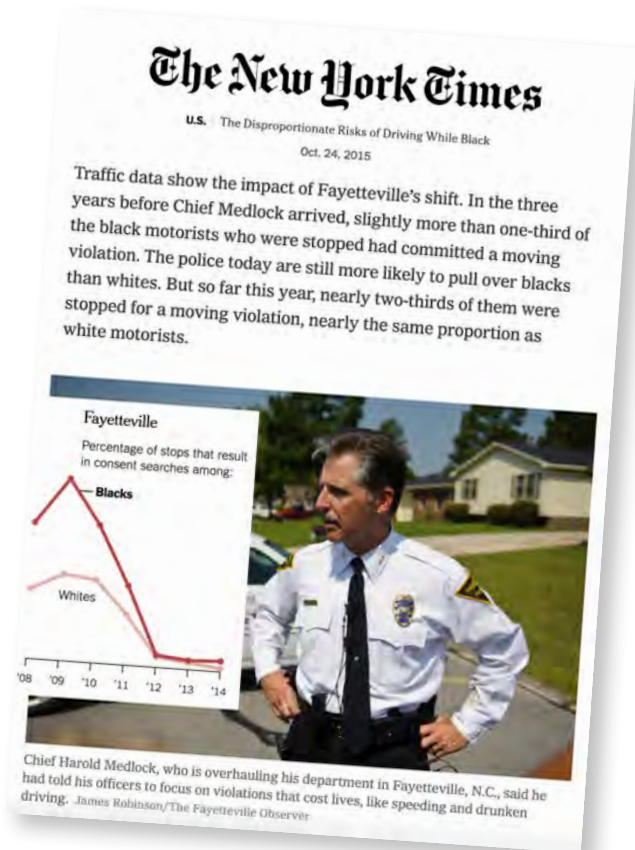 The New York Times
U.S. The Disproportionate Risks of Driving While Black
Oct. 24, 2015
Traffic data show the impact of Fayetteville's shift. In the three
years before Chief Medlock arrived, slightly more than one-third of
the black motorists who were stopped had committed a moving
violation. The police today are still more likely to pull over blacks
than whites. But so far this year, nearly two-thirds of them were
stopped for a moving violation, nearly the same proportion as
white motorists.
Fayetteville
Percentage of stops that result
in consent searches among:
Blacks
Whites
'08 '09 '10 '11 '12 '13 '14
Chief Harold Medlock, who is overhauling his department in Fayetteville, N.C., said he
had told his officers to focus on violations that cost lives, like speeding and drunken
driving. James Robinson/The Fayetteville Observer